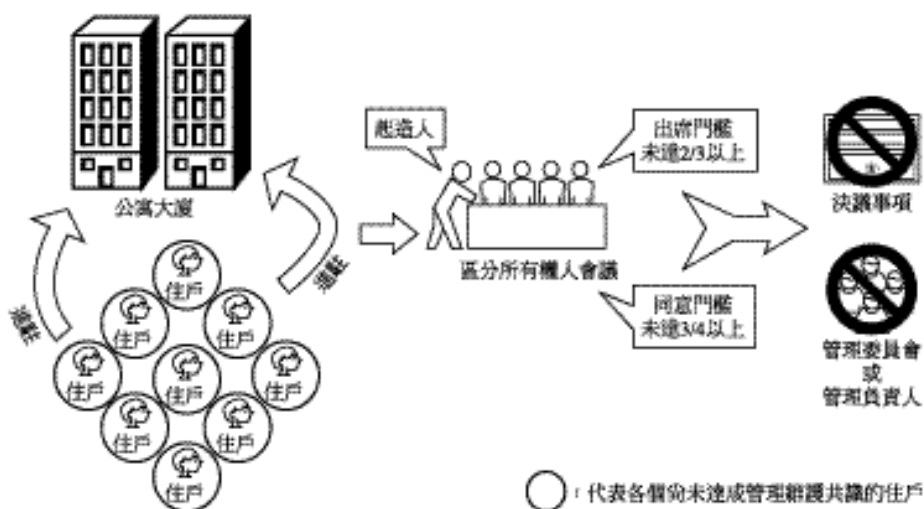 公寓大廈
進駐
進駐
住戶
住戶
住戶
住戶
住戶
住戶
住戶
住戶
住戶
起造人
出席門檻
未達2/3以上
區分所有權人會議
同意門檻
未達3/4以上
決議事項
管理委員會
或
管理負責人
：代表各個尚未達成管理維護共識的住戶